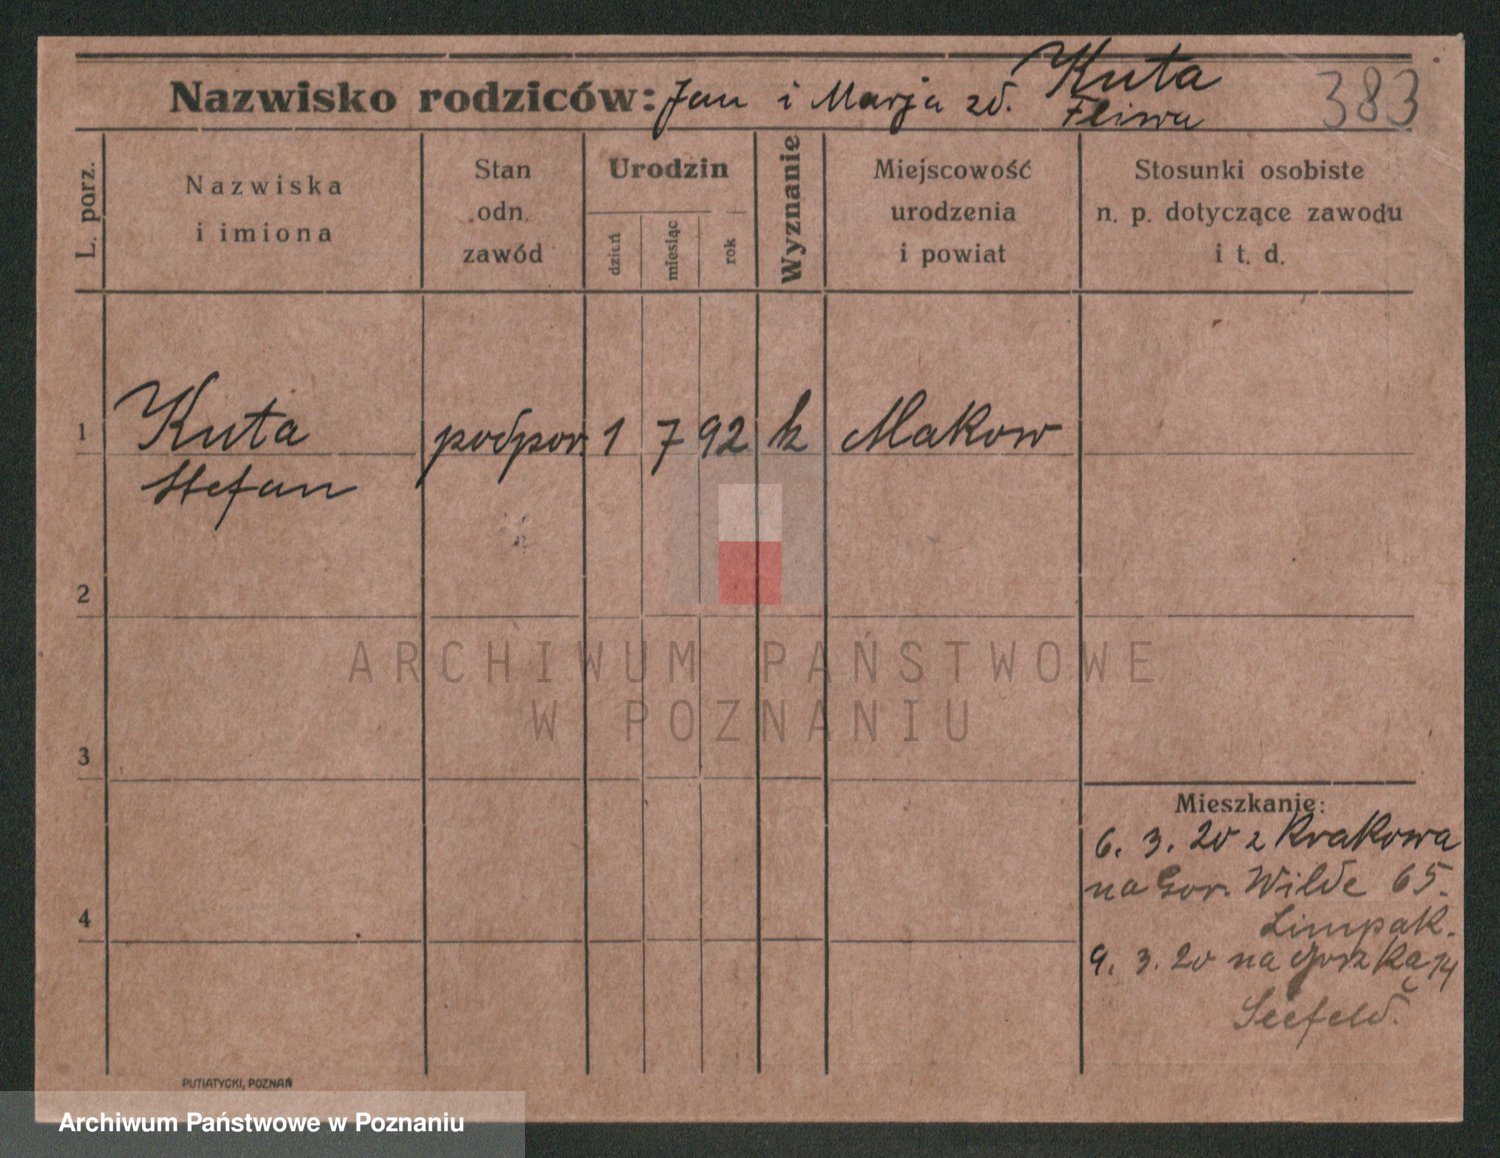 Kuta
Nazwisko rodziców: Jan i Marja zd. Fliwa
383
L. porz.
Nazwiska
i imiona
Stan
odn.
zawód
Urodzin
dzień
miesiąc
rok
Wyznanie
Miejscowość
urodzenia
i powiat
Stosunki osobiste
n. p. dotyczące zawodu
i t. d.
1 Kuta podpor 1 7 92 k Makow
Stefan
2
3
4
Mieszkanie:
6. 3. 20 z Krakowa
na Gor. Wilde 65.
Limpak.
9. 3. 20 na 14
Seefeld.
PUTIATYCKI, POZNAŃ
ARCHIWUM PAŃSTWOWE
W POZNANIU
Archiwum Państwowe w Poznaniu